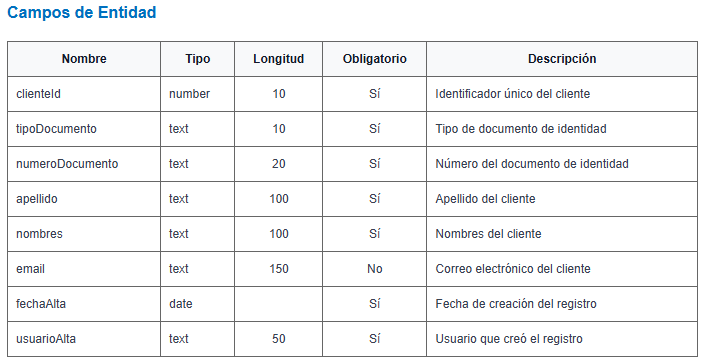 Campos de Entidad
Nombre Tipo Longitud Obligatorio Descripción
clienteId number 10 Sí Identificador único del cliente
tipoDocumento text 10 Sí Tipo de documento de identidad
numeroDocumento text 20 Sí Número del documento de identidad
apellido text 100 Sí Apellido del cliente
nombres text 100 Sí Nombres del cliente
email text 150 No Correo electrónico del cliente
fechaAlta date Sí Fecha de creación del registro
usuarioAlta text 50 Sí Usuario que creó el registro